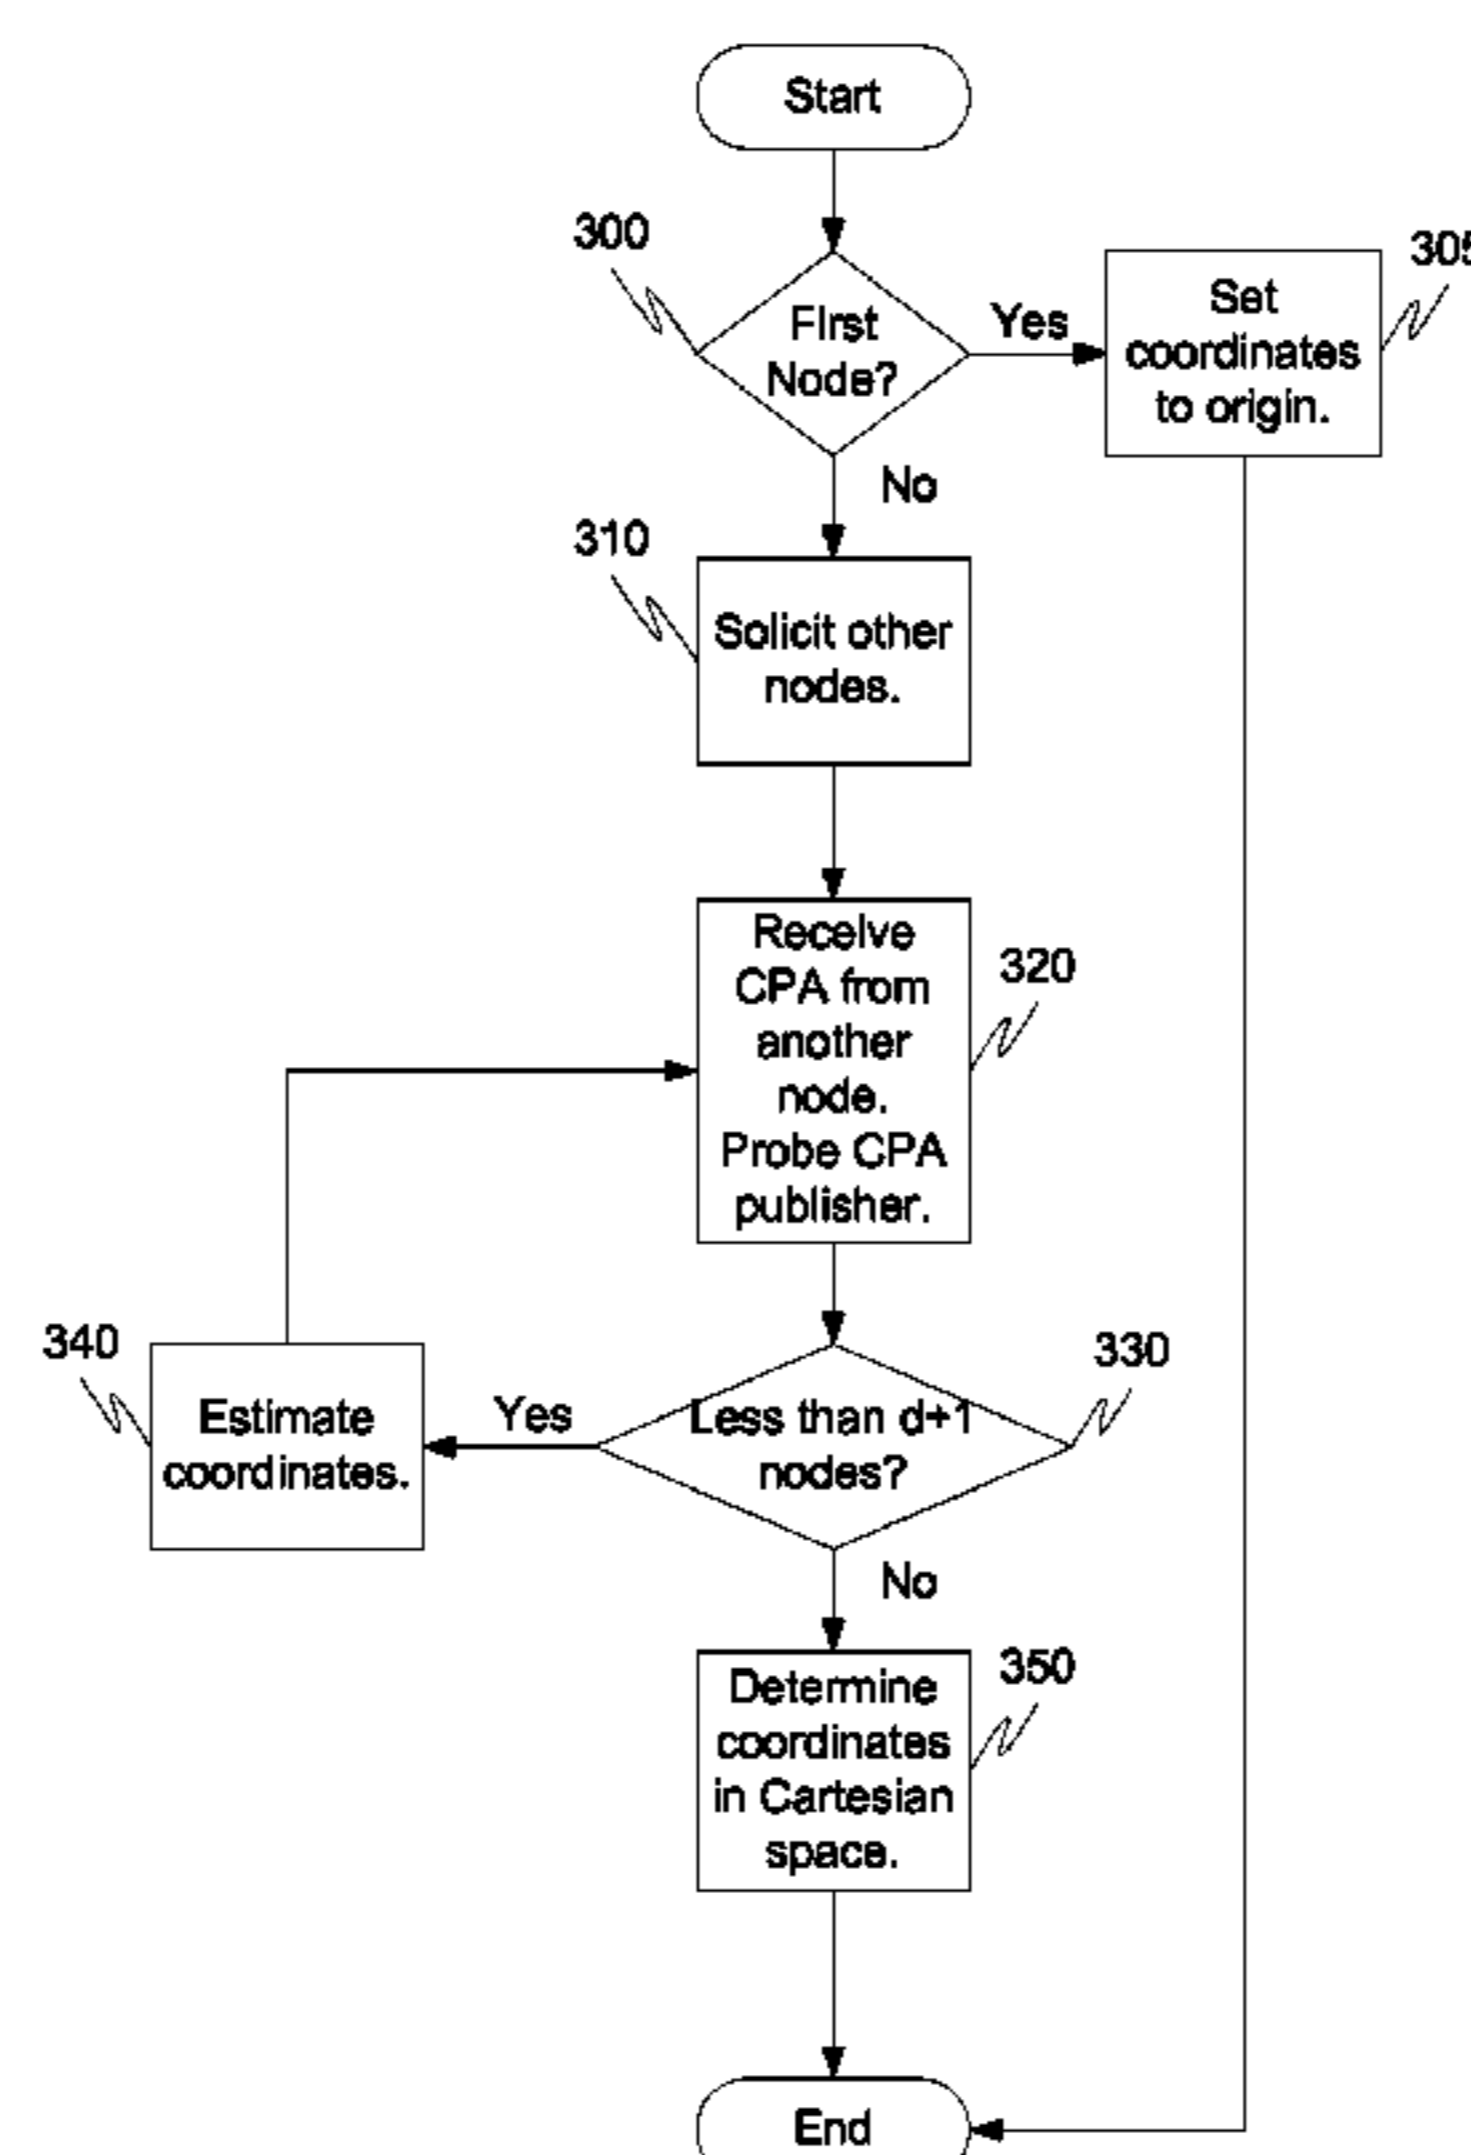 Start
300
First
Node?
Yes
Set
coordinates
to origin.
305
No
310
Solicit other
nodes.
Receive
CPA from
another
node.
Probe CPA
publisher.
320
340
Estimate
coordinates.
Yes
Less than d+1
nodes?
330
No
Determine
coordinates
in Cartesian
space.
350
End